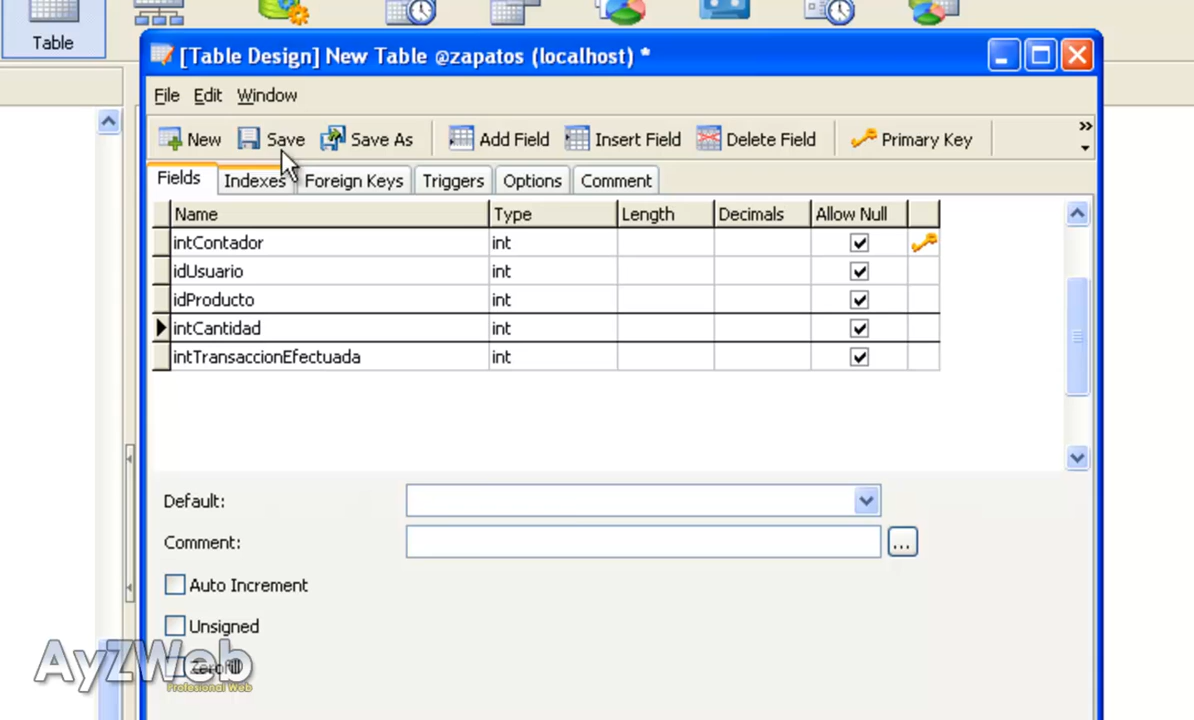 Table
[Table Design] New Table @zapatos (localhost) *
File Edit Window
New Save Save As Add Field Insert Field Delete Field Primary Key »
Fields Indexes Foreign Keys Triggers Options Comment
Name Type Length Decimals Allow Null
intContador int
idUsuario int
idProducto int
intCantidad int
intTransaccionEfectuada int
Default:
Comment: ...
Auto Increment
Unsigned
Zerofill
AyZWeb
Profesional Web